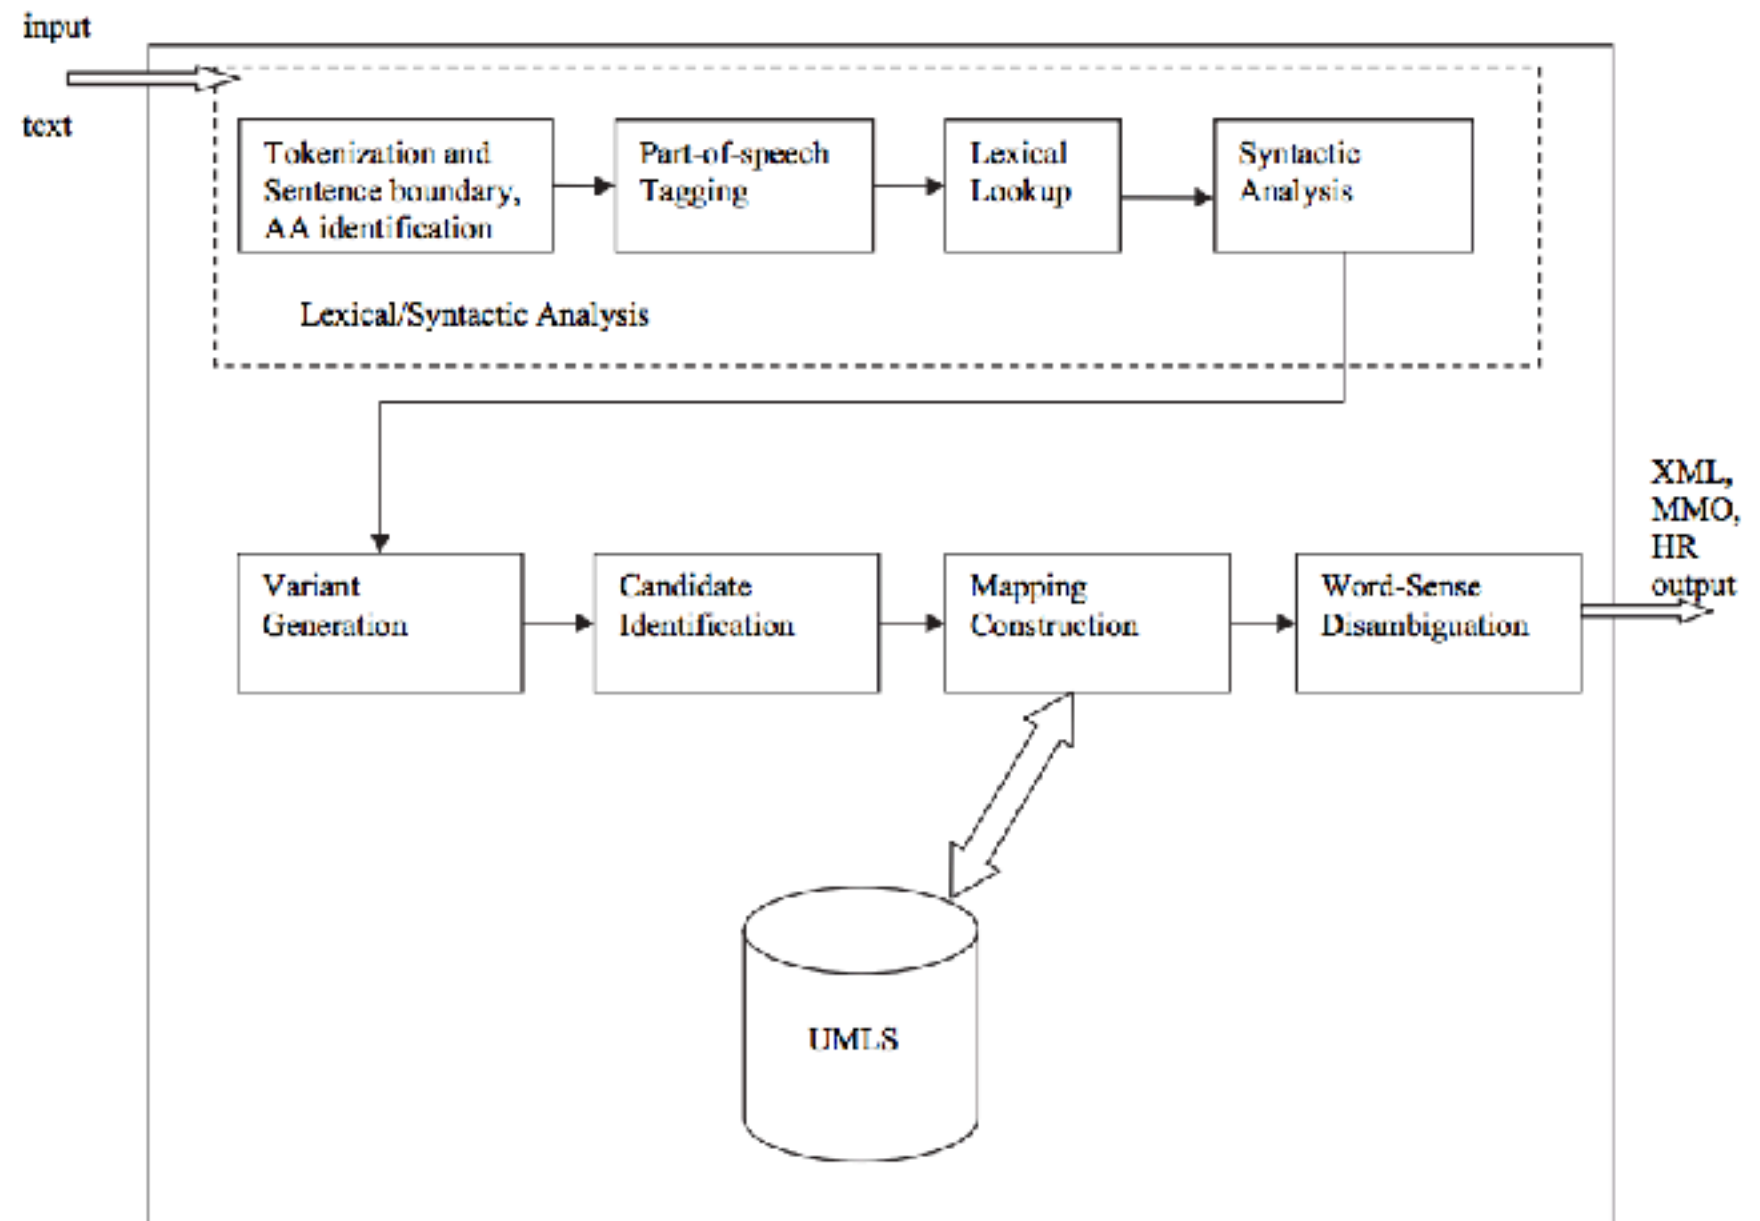 input
text
Tokenization and
Sentence boundary,
AA identification
Part-of-speech
Tagging
Lexical
Lookup
Syntactic
Analysis
Lexical/Syntactic Analysis
Variant
Generation
Candidate
Identification
Mapping
Construction
Word-Sense
Disambiguation
XML,
MMO,
HR
output
UMLS